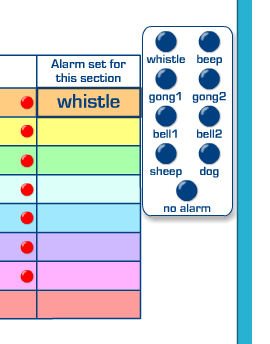 Alarm set for
this section
whistle
whistle beep
gong1 gong2
bell1 bell2
sheep dog
no alarm